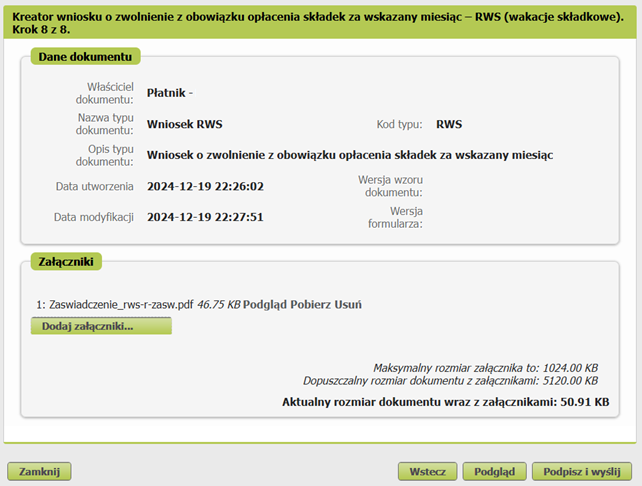 Kreator wniosku o zwolnienie z obowiązku opłacenia składek za wskazany miesiąc – RWS (wakacje składkowe).
Krok 8 z 8.
Dane dokumentu
Właściciel
dokumentu:
Płatnik -
Nazwa typu
dokumentu:
Wniosek RWS
Kod typu:
RWS
Opis typu
dokumentu:
Wniosek o zwolnienie z obowiązku opłacenia składek za wskazany miesiąc
Data utworzenia
2024-12-19 22:26:02
Wersja wzoru
dokumentu:
Data modyfikacji
2024-12-19 22:27:51
Wersja
formularza:
Załączniki
1: Zaswiadczenie_rws-r-zasw.pdf 46.75 KB Podgląd Pobierz Usuń
Dodaj załączniki...
Maksymalny rozmiar załącznika to: 1024.00 KB
Dopuszczalny rozmiar dokumentu z załącznikami: 5120.00 KB
Aktualny rozmiar dokumentu wraz z załącznikami: 50.91 KB
Zamknij
Wstecz
Podgląd
Podpisz i wyślij